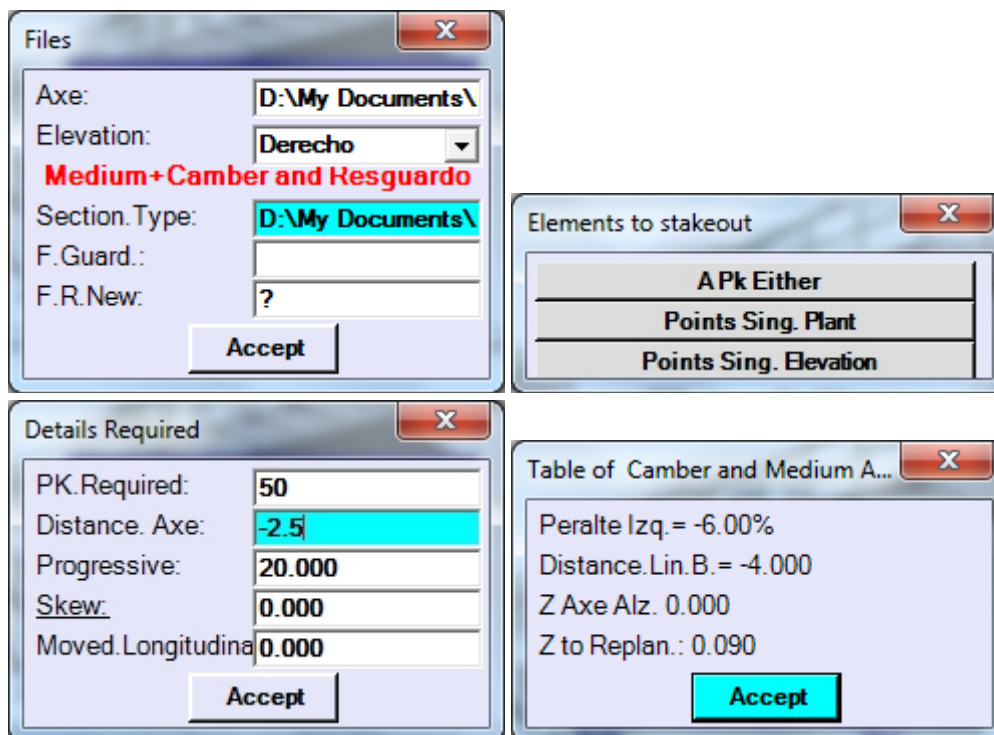 Files
Axe: D:\My Documents\
Elevation: Derecho
Medium+Camber and Resguardo
Section.Type: D:\My Documents\
F.Guard.:
F.R.New: ?
Accept
Elements to stakeout
A Pk Either
Points Sing. Plant
Points Sing. Elevation
Details Required
PK.Required: 50
Distance. Axe: -2.5
Progressive: 20.000
Skew: 0.000
Moved.Longitudina 0.000
Accept
Table of Camber and Medium A...
Peralte Izq.= -6.00%
Distance.Lin.B.= -4.000
Z Axe Alz. 0.000
Z to Replan.: 0.090
Accept